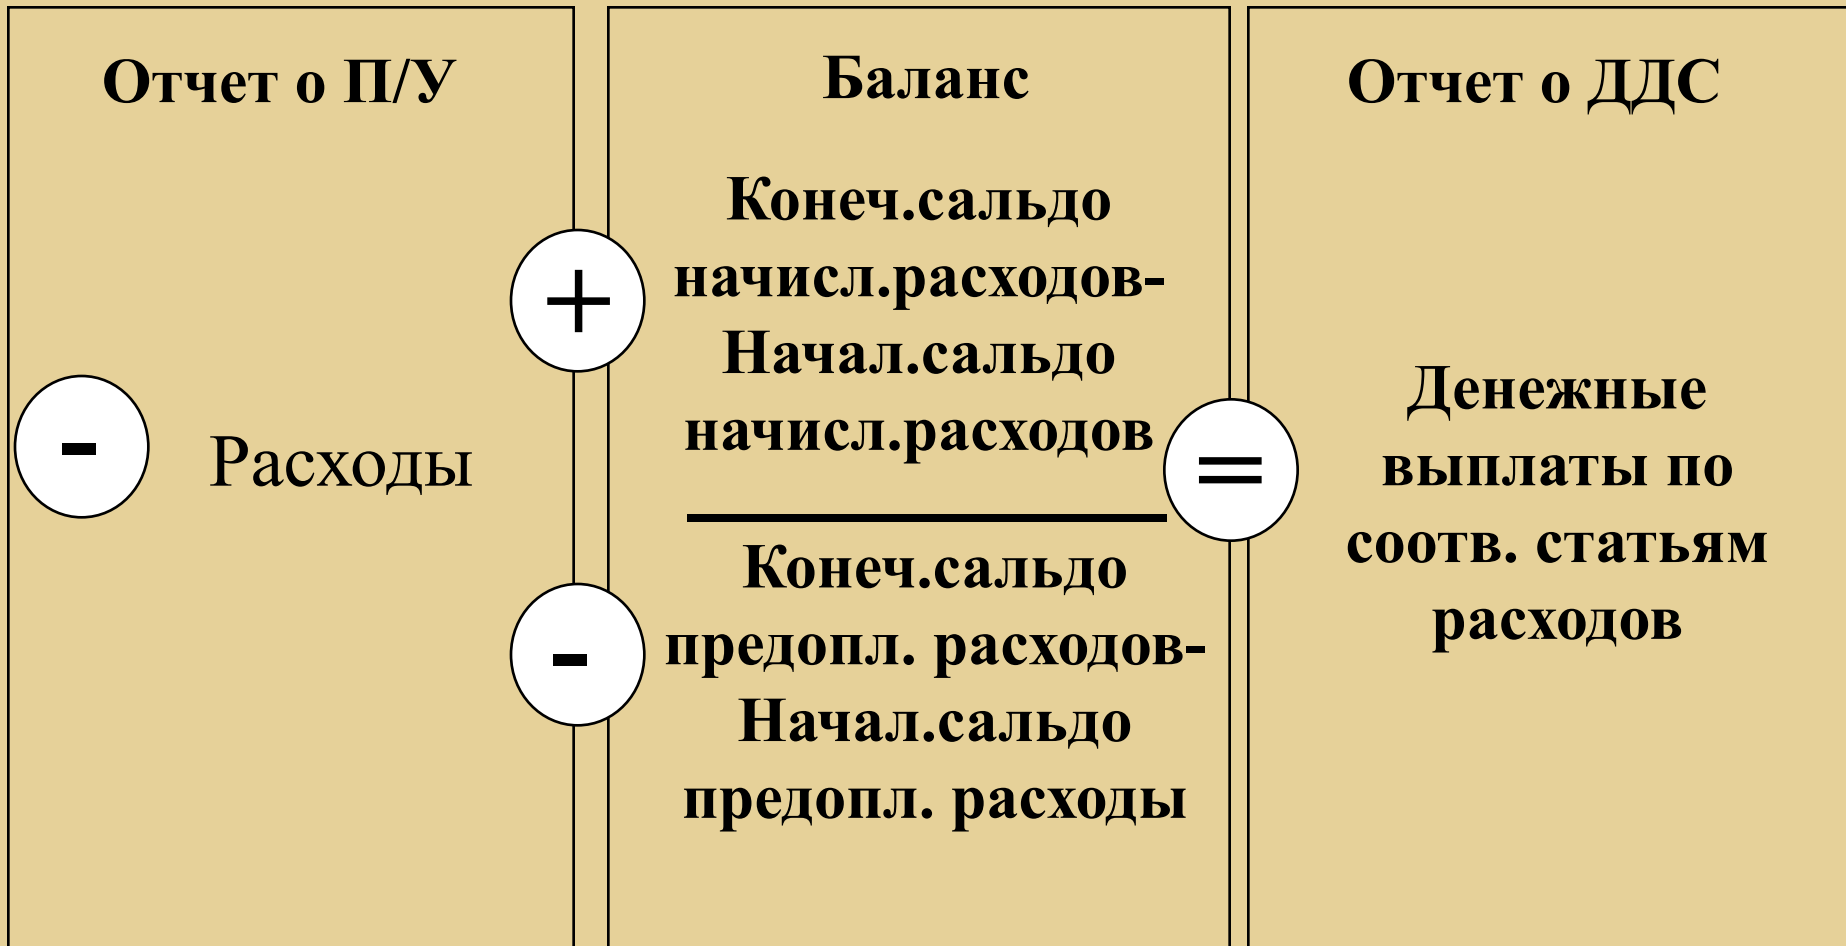 Отчет о П/У
-
Расходы
+
-
Баланс
Конеч.сальдо
начисл.расходов-
Начал.сальдо
начисл.расходов
Конеч.сальдо
предопл. расходов-
Начал.сальдо
предопл. расходы
=
Отчет о ДДС
Денежные
выплаты по
соотв. статьям
расходов